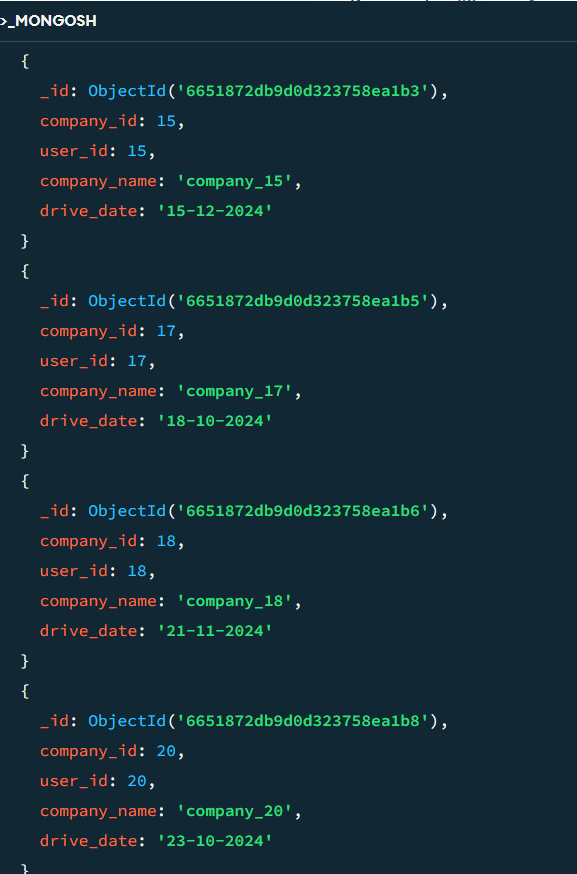 >_MONGOSH
{
_id: ObjectId('6651872db9d0d323758ea1b3'),
company_id: 15,
user_id: 15,
company_name: 'company_15',
drive_date: '15-12-2024'
}
{
_id: ObjectId('6651872db9d0d323758ea1b5'),
company_id: 17,
user_id: 17,
company_name: 'company_17',
drive_date: '18-10-2024'
}
{
_id: ObjectId('6651872db9d0d323758ea1b6'),
company_id: 18,
user_id: 18,
company_name: 'company_18',
drive_date: '21-11-2024'
}
{
_id: ObjectId('6651872db9d0d323758ea1b8'),
company_id: 20,
user_id: 20,
company_name: 'company_20',
drive_date: '23-10-2024'
}